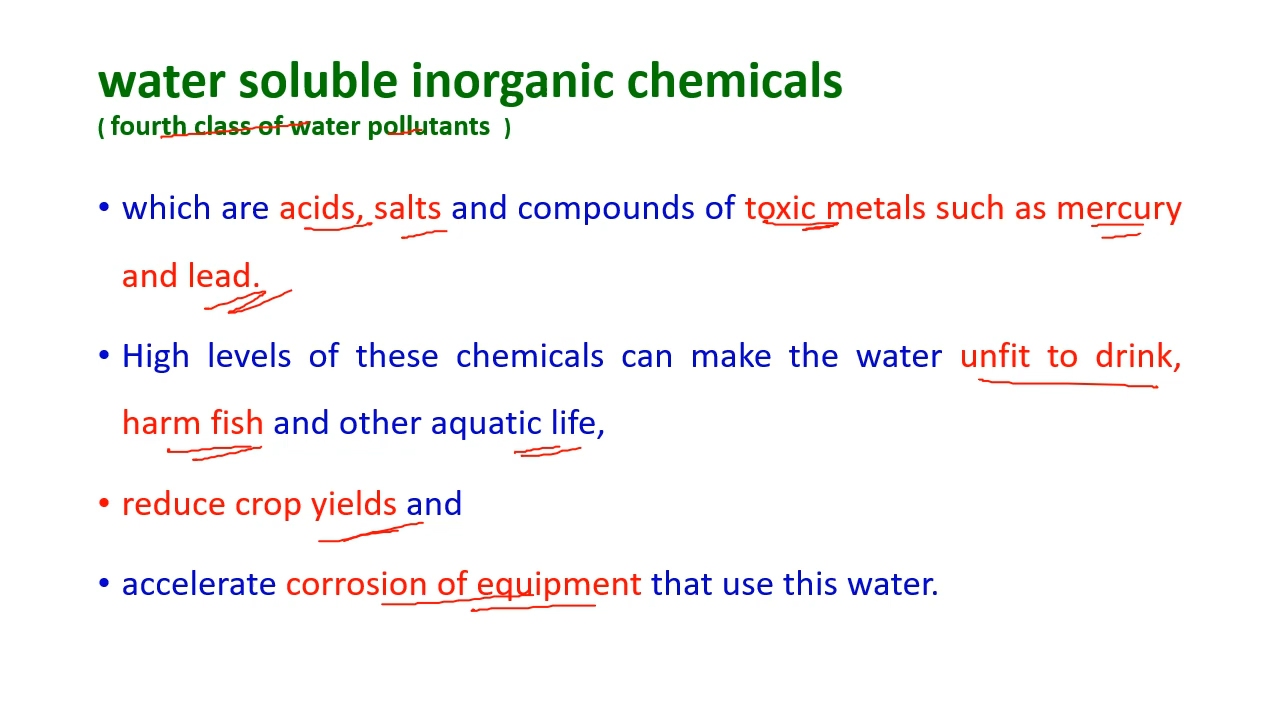 water soluble inorganic chemicals
( fourth class of water pollutants )
• which are acids, salts and compounds of toxic metals such as mercury
and lead.
• High levels of these chemicals can make the water unfit to drink,
harm fish and other aquatic life,
• reduce crop yields and
• accelerate corrosion of equipment that use this water.